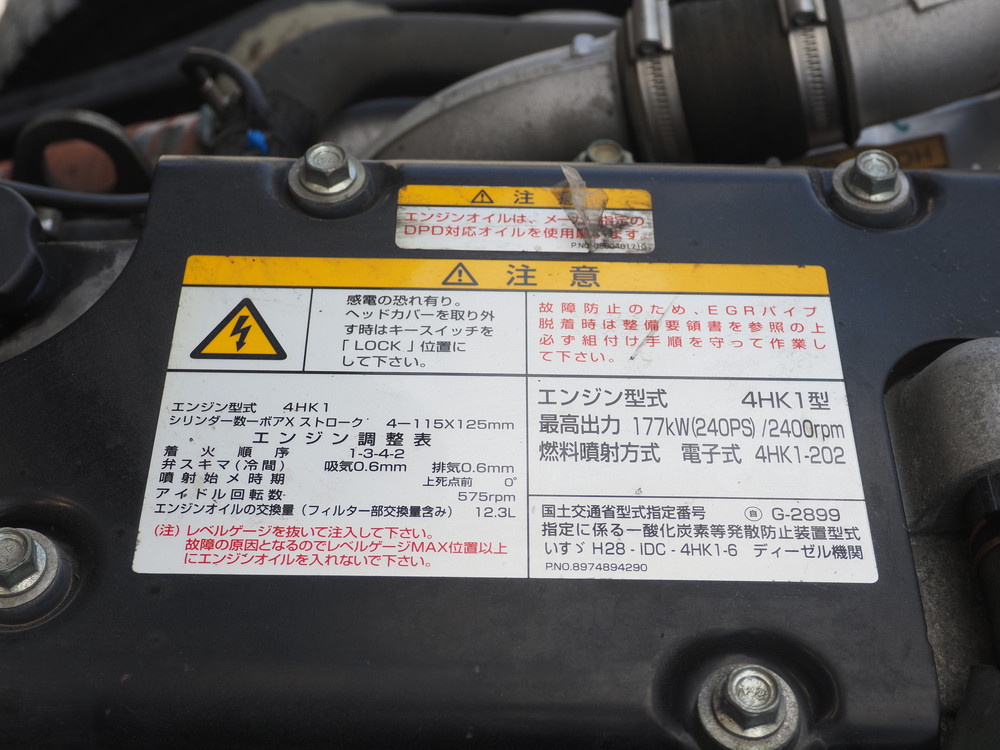 注 意
エンジンオイルは、メーカー指定の
DPD対応オイルを使用願います。
⚠ 注 意
感電の恐れ有り。
ヘッドカバーを取り外
す時はキースイッチを
「LOCK」位置に
して下さい。
故障防止のため、EGRパイプ
脱着時は整備要領書を参照の上
必ず組付け手順を守って作業し
て下さい。
エンジン型式 4HK1
シリンダー数ーボアX ストローク 4ー115X125mm
エンジン調整表
着火順序 1-3-4-2
弁スキマ(冷間) 吸気0.6mm 排気0.6mm
噴射始メ時期 上死点前 0°
アイドル回転数 575rpm
エンジンオイルの交換量(フィルター部交換量含み) 12.3L
(注) レベルゲージを抜いて注入して下さい。
故障の原因となるのでレベルゲージMAX位置以上
にエンジンオイルを入れないで下さい。
エンジン型式 4HK1型
最高出力 177kW(240PS)/2400rpm
燃料噴射方式 電子式 4HK1-202
国土交通省型式指定番号 ㊞ G-2899
指定に係る一酸化炭素等発散防止装置型式
いすゞ H28-IDC-4HK1-6 ディーゼル機関
P.NO.8974894290